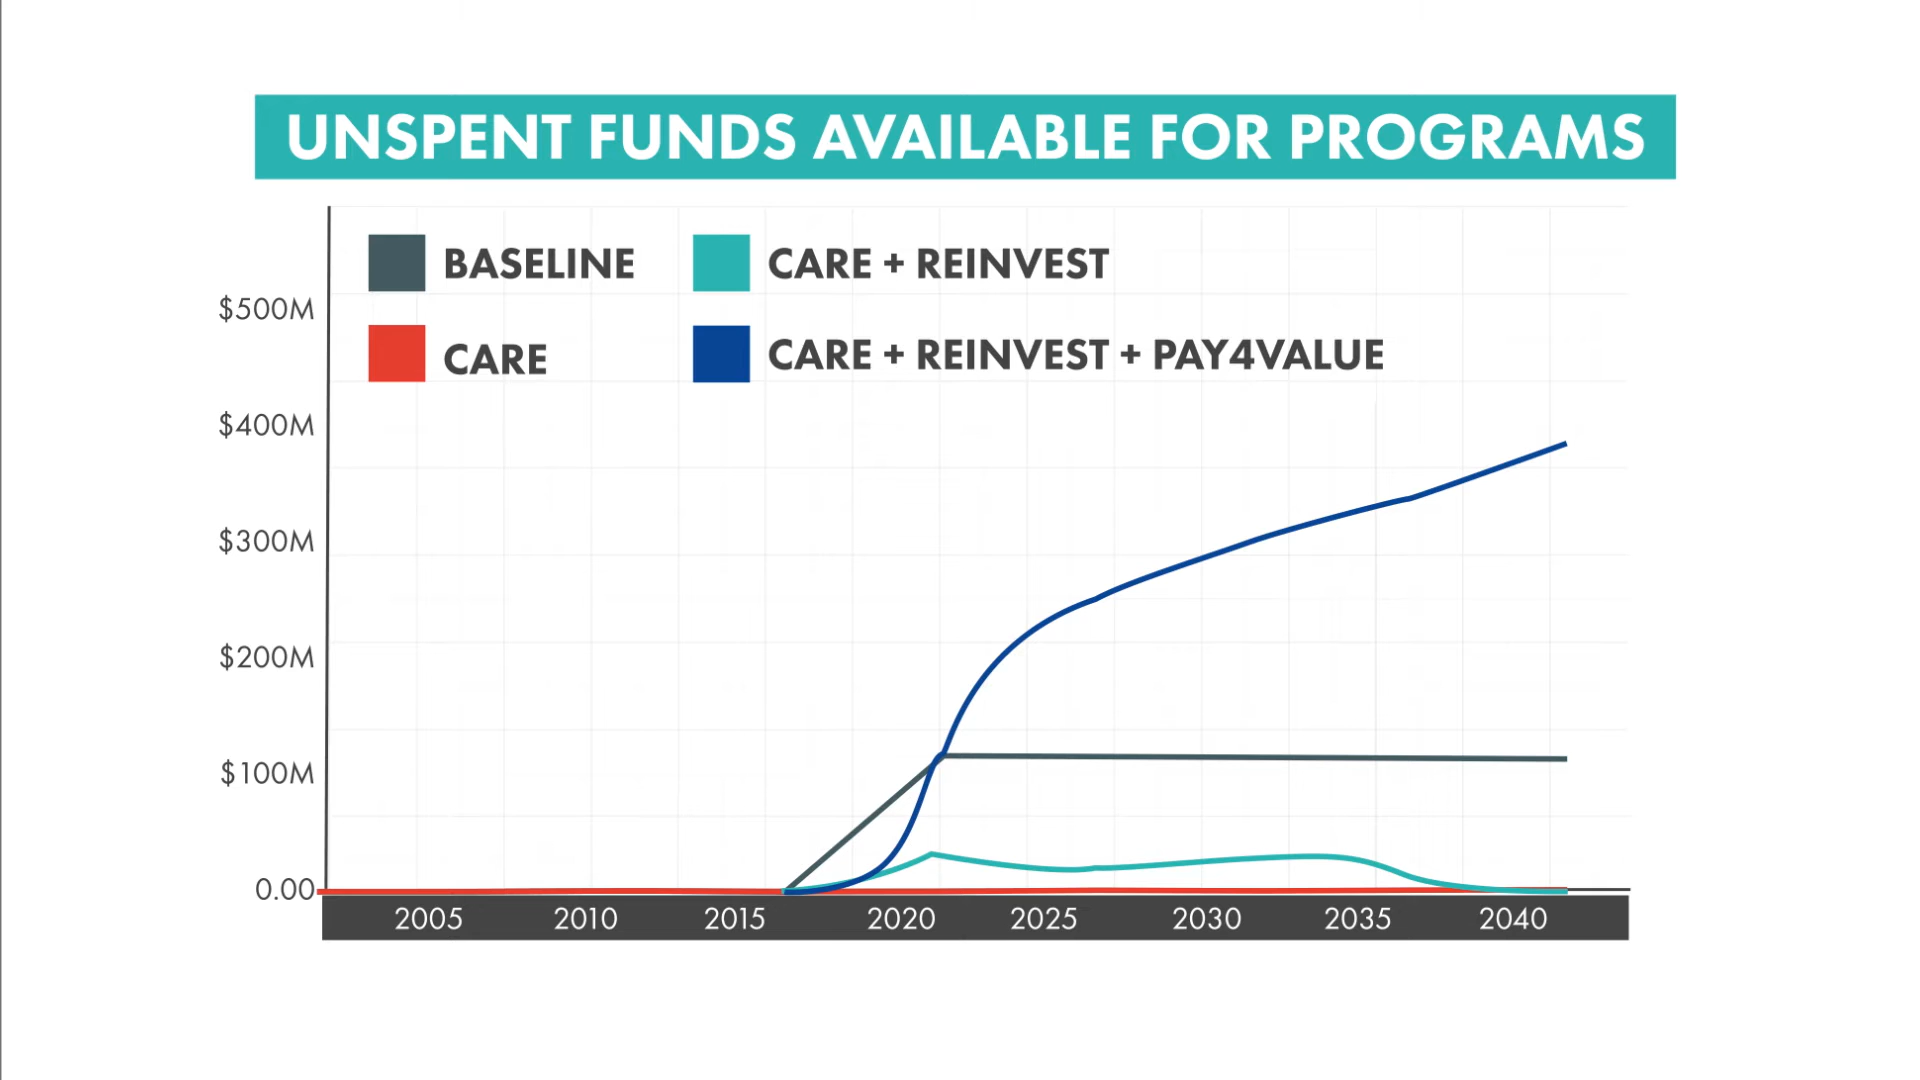 UNSPENT FUNDS AVAILABLE FOR PROGRAMS
BASELINE
CARE + REINVEST
CARE
CARE + REINVEST + PAY4VALUE
$500M
$400M
$300M
$200M
$100M
0.00
2005 2010 2015 2020 2025 2030 2035 2040